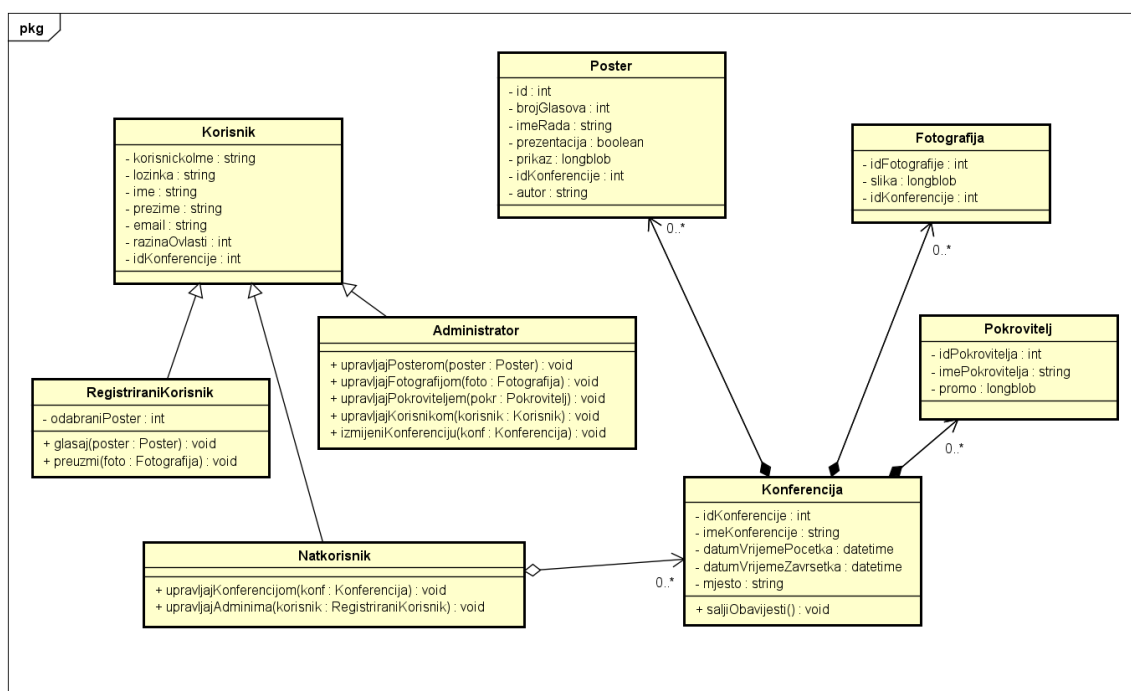 pkg
Poster
- id : int
- brojGlasova : int
- imeRada : string
- prezentacija : boolean
- prikaz : longblob
- idKonferencije : int
- autor : string
Korisnik
- korisnickoIme : string
- lozinka : string
- ime : string
- prezime : string
- email : string
- razinaOvlasti : int
- idKonferencije : int
Fotografija
- idFotografije : int
- slika : longblob
- idKonferencije : int
0..*
0..*
Administrator
+ upravljajPosterom(poster : Poster) : void
+ upravljajFotografijom(foto : Fotografija) : void
+ upravljajPokroviteljem(pokr : Pokrovitelj) : void
+ upravljajKorisnikom(korisnik : Korisnik) : void
+ izmijeniKonferenciju(konf : Konferencija) : void
Pokrovitelj
- idPokrovitelja : int
- imePokrovitelja : string
- promo : longblob
0..*
RegistriraniKorisnik
- odabraniPoster : int
+ glasaj(poster : Poster) : void
+ preuzmi(foto : Fotografija) : void
Konferencija
- idKonferencije : int
- imeKonferencije : string
- datumVrijemePocetka : datetime
- datumVrijemeZavrsetka : datetime
- mjesto : string
+ saljiObavijesti() : void
Natkorisnik
+ upravljajKonferencijom(konf : Konferencija) : void
+ upravljajAdminima(korisnik : RegistriraniKorisnik) : void
0..*